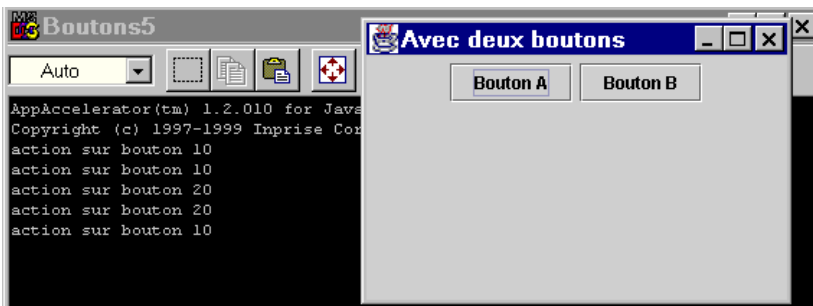 Boutons5
Auto
AppAccelerator(tm) 1.2.010 for Java
Copyright (c) 1997-1999 Inprise Cor
action sur bouton 10
action sur bouton 10
action sur bouton 20
action sur bouton 20
action sur bouton 10
Avec deux boutons
Bouton A
Bouton B